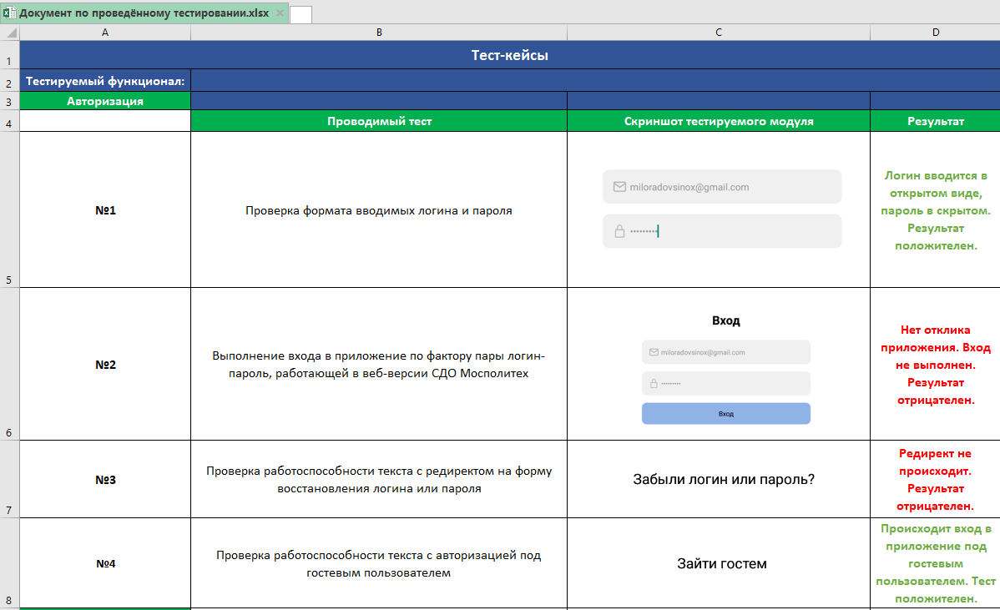 Документ по проведённому тестировании.xlsx
A B C D
1 Тест-кейсы
2 Тестируемый функционал:
3 Авторизация
4 Проводимый тест Скриншот тестируемого модуля Результат
№1
Проверка формата вводимых логина и пароля
miloradovsinox@gmail.com
Логин вводится в
открытом виде,
пароль в скрытом.
Результат
положителен.
5
№2
Выполнение входа в приложение по фактору пары логин-
пароль, работающей в веб-версии СДО Мосполитех
Вход
miloradovsinox@gmail.com
Вход
Нет отклика
приложения. Вход
не выполнен.
Результат
отрицателен.
6
№3
Проверка работоспособности текста с редиректом на форму
восстановления логина или пароля
Забыли логин или пароль?
Редирект не
происходит.
Результат
отрицателен.
7
№4
Проверка работоспособности текста с авторизацией под
гостевым пользователем
Зайти гостем
Происходит вход в
приложение под
гостевым
пользователем. Тест
положителен.
8